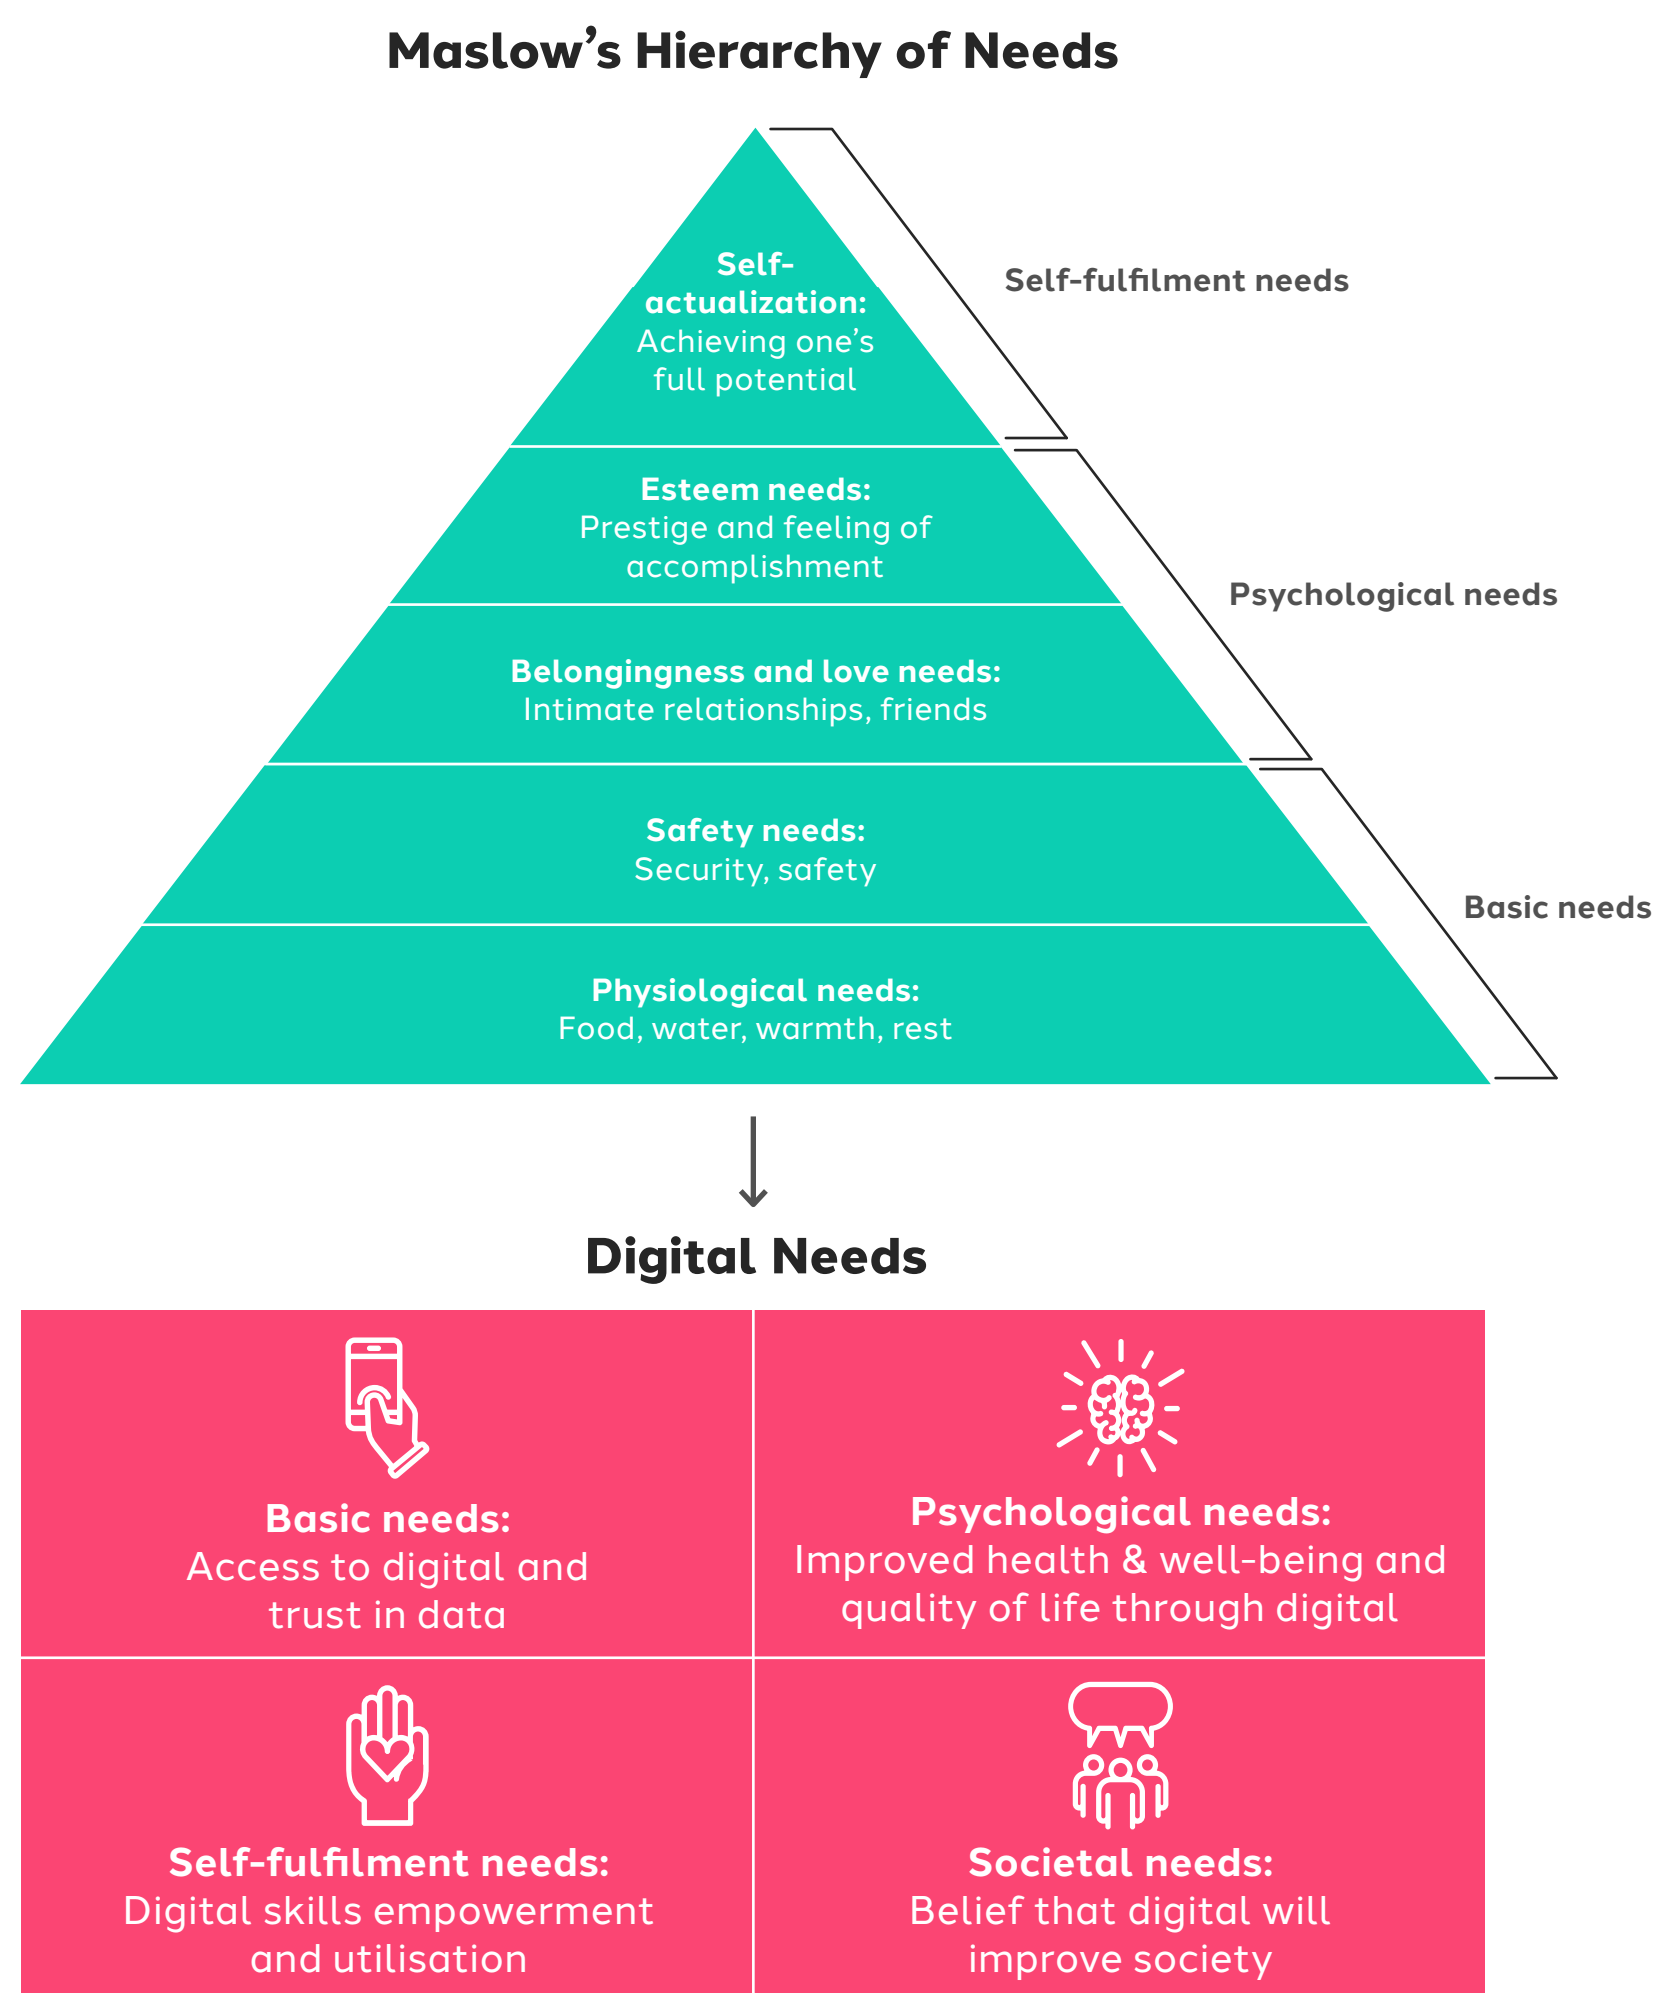 Maslow’s Hierarchy of Needs
Self-
actualization:
Achieving one’s
full potential
Self-fulfilment needs
Esteem needs:
Prestige and feeling of
accomplishment
Psychological needs
Belongingness and love needs:
Intimate relationships, friends
Safety needs:
Security, safety
Basic needs
Physiological needs:
Food, water, warmth, rest
Digital Needs
Basic needs:
Access to digital and
trust in data
Psychological needs:
Improved health & well-being and
quality of life through digital
Self-fulfilment needs:
Digital skills empowerment
and utilisation
Societal needs:
Belief that digital will
improve society